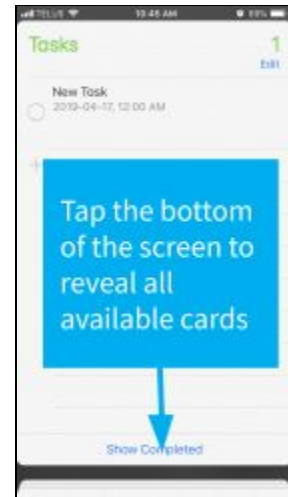 TELUS 10:46 AM 89%
Tasks 1
Edit
New Task
2019-04-17, 12:00 AM
Tap the bottom
of the screen to
reveal all
available cards
Show Completed